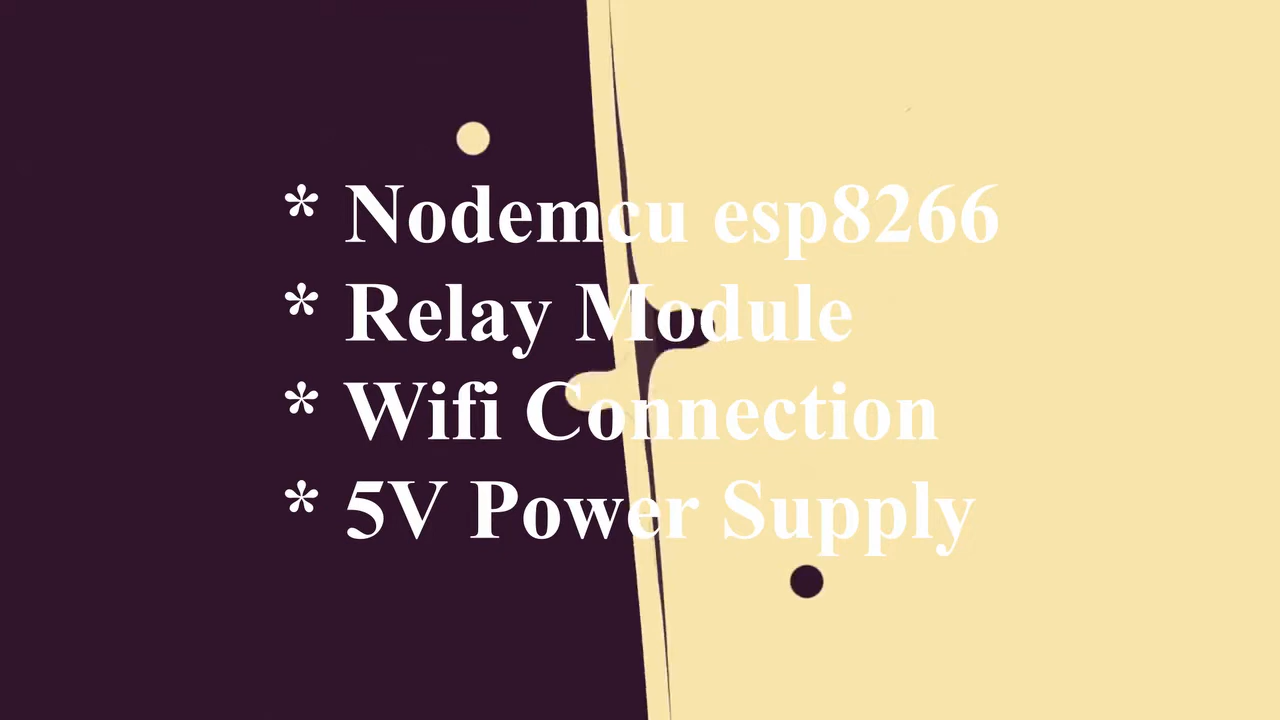 * Nodemcu esp8266
* Relay Module
* Wifi Connection
* 5V Power Supply